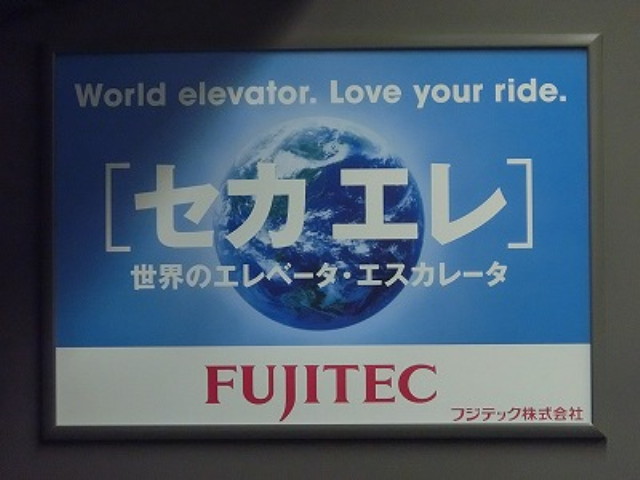 World elevator. Love your ride.
[セカエレ]
世界のエレベータ・エスカレータ
FUJITEC
フジテック株式会社